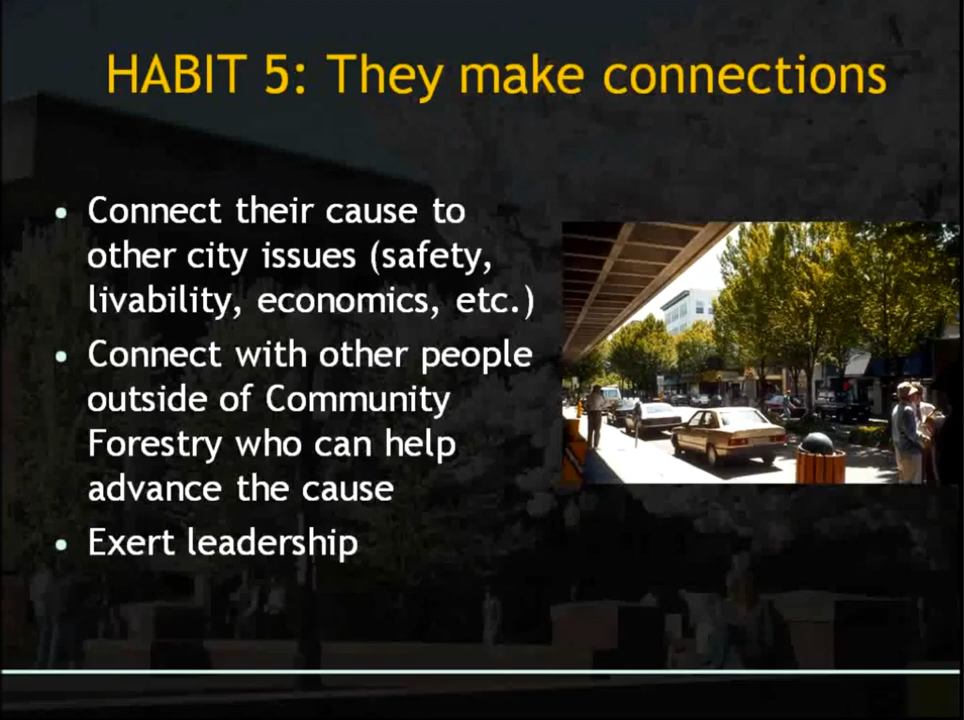 HABIT 5: They make connections
• Connect their cause to
other city issues (safety,
livability, economics, etc.)
• Connect with other people
outside of Community
Forestry who can help
advance the cause
• Exert leadership